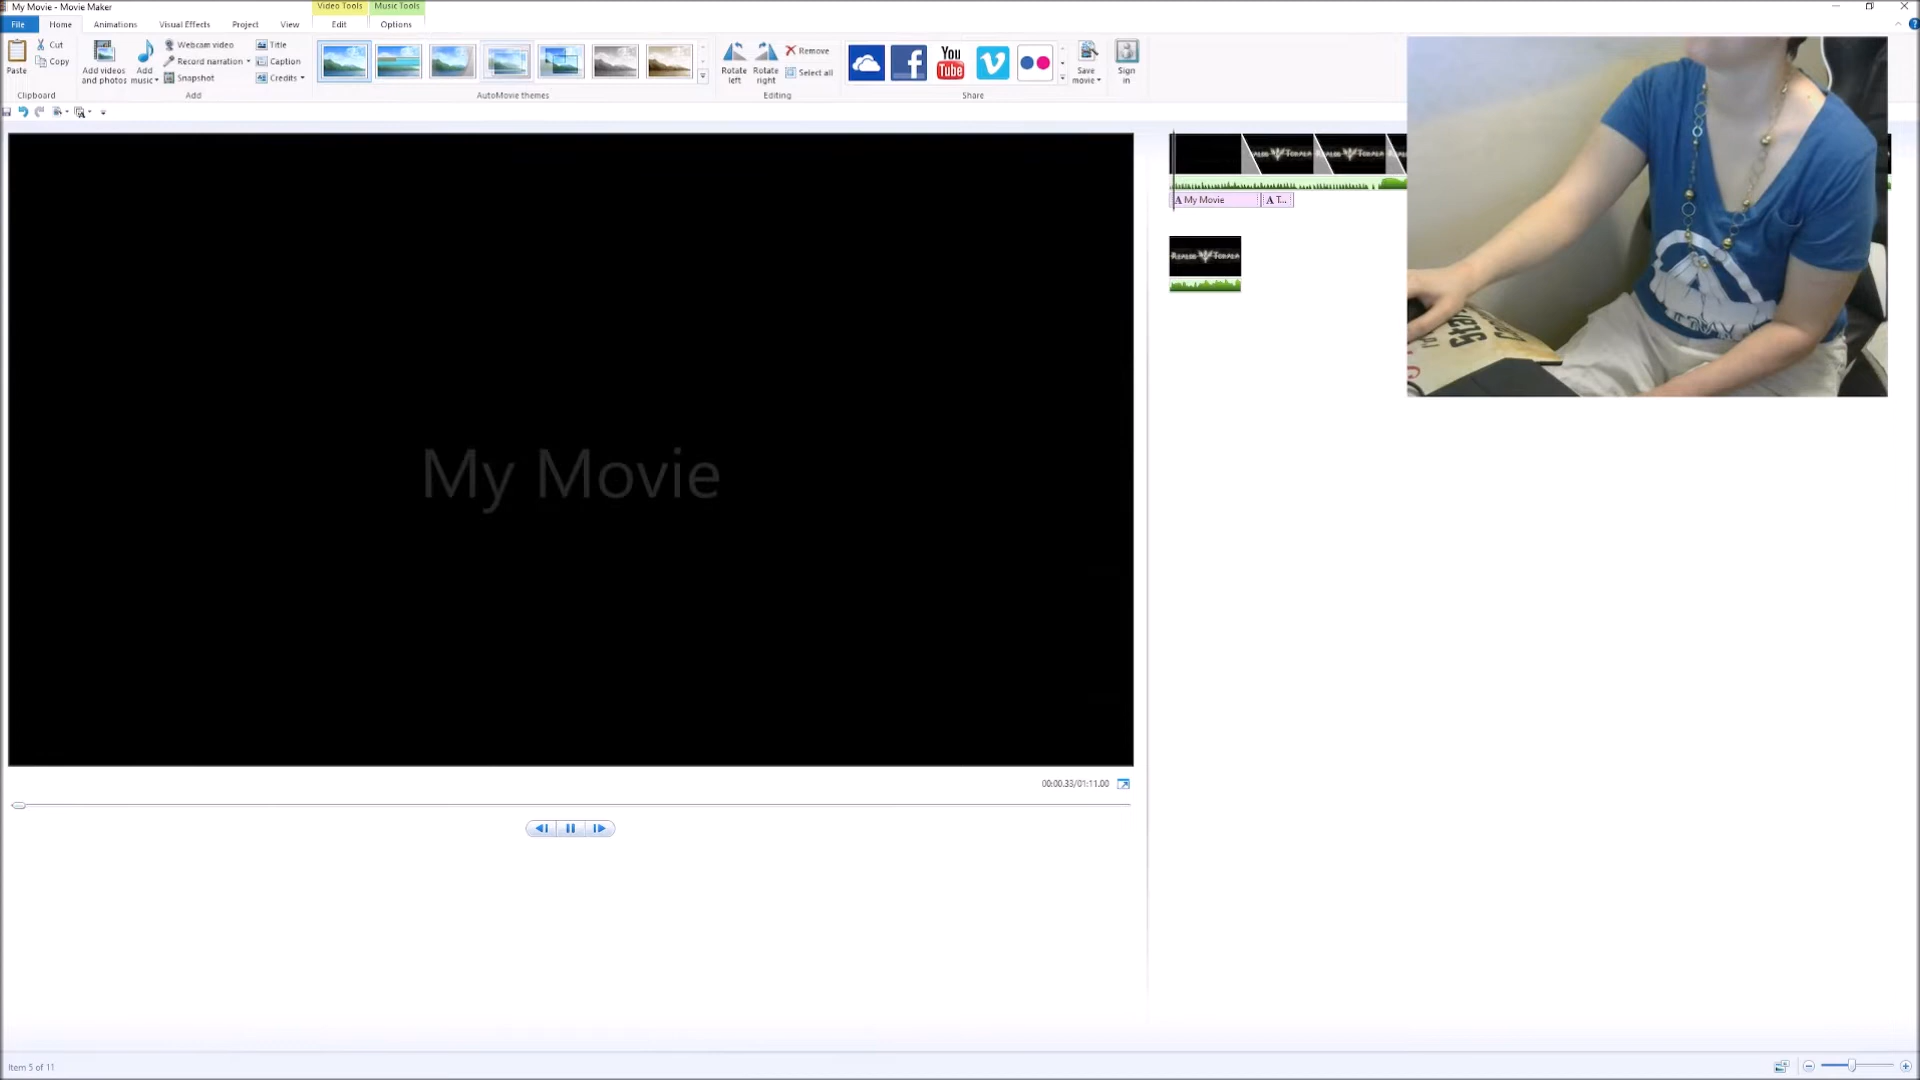 My Movie - Movie Maker
Video Tools
Music Tools
File
Home
Animations
Visual Effects
Project
View
Edit
Options
Paste
Cut
Copy
Clipboard
Add videos
and photos
Add
music
Webcam video
Record narration
Snapshot
Title
Caption
Credits
Add
AutoMovie themes
Rotate
left
Rotate
right
Remove
Select all
Editing
You
Tube
Share
Save
movie
Sign
in
My Movie
00:00.33/01:11.00
A My Movie
A T...
Item 5 of 11